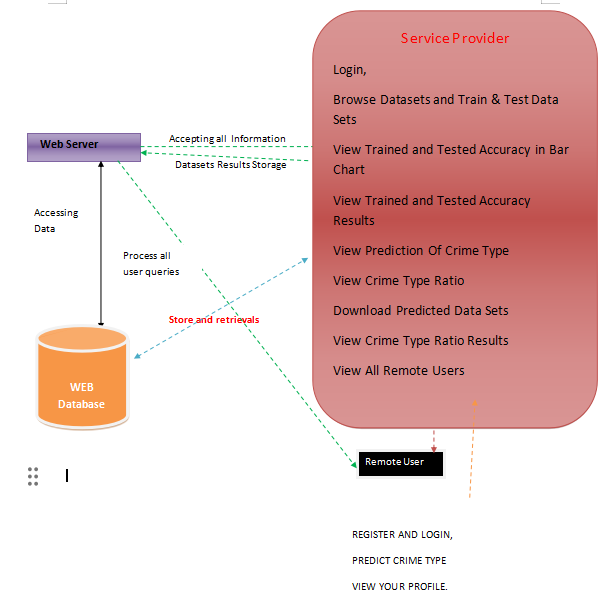 Service Provider
Login,
Browse Datasets and Train & Test Data
Sets
View Trained and Tested Accuracy in Bar
Chart
View Trained and Tested Accuracy
Results
View Prediction Of Crime Type
View Crime Type Ratio
Download Predicted Data Sets
View Crime Type Ratio Results
View All Remote Users
Accepting all Information
Web Server
Datasets Results Storage
Accessing
Data
Process all
user queries
Store and retrievals
WEB
Database
Remote User
REGISTER AND LOGIN,
PREDICT CRIME TYPE
VIEW YOUR PROFILE.